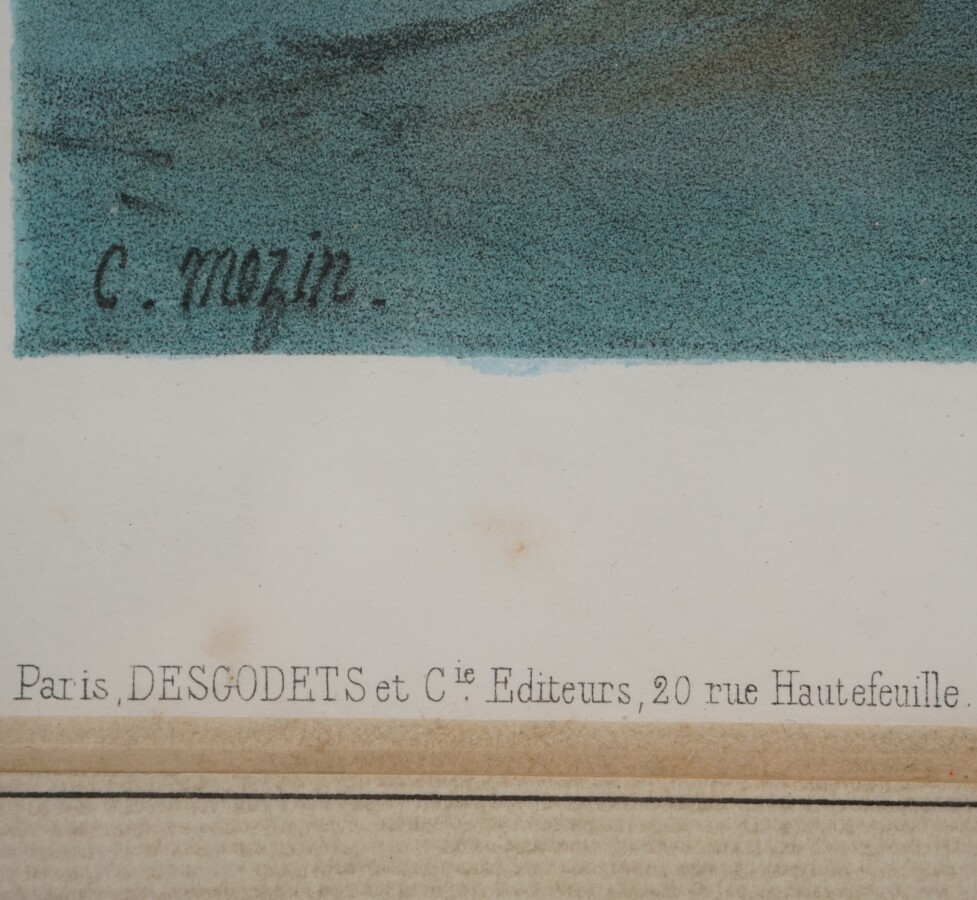 C. mozin.
Paris, DESGODETS et Cie. Editeurs, 20 rue Hautefeuille.